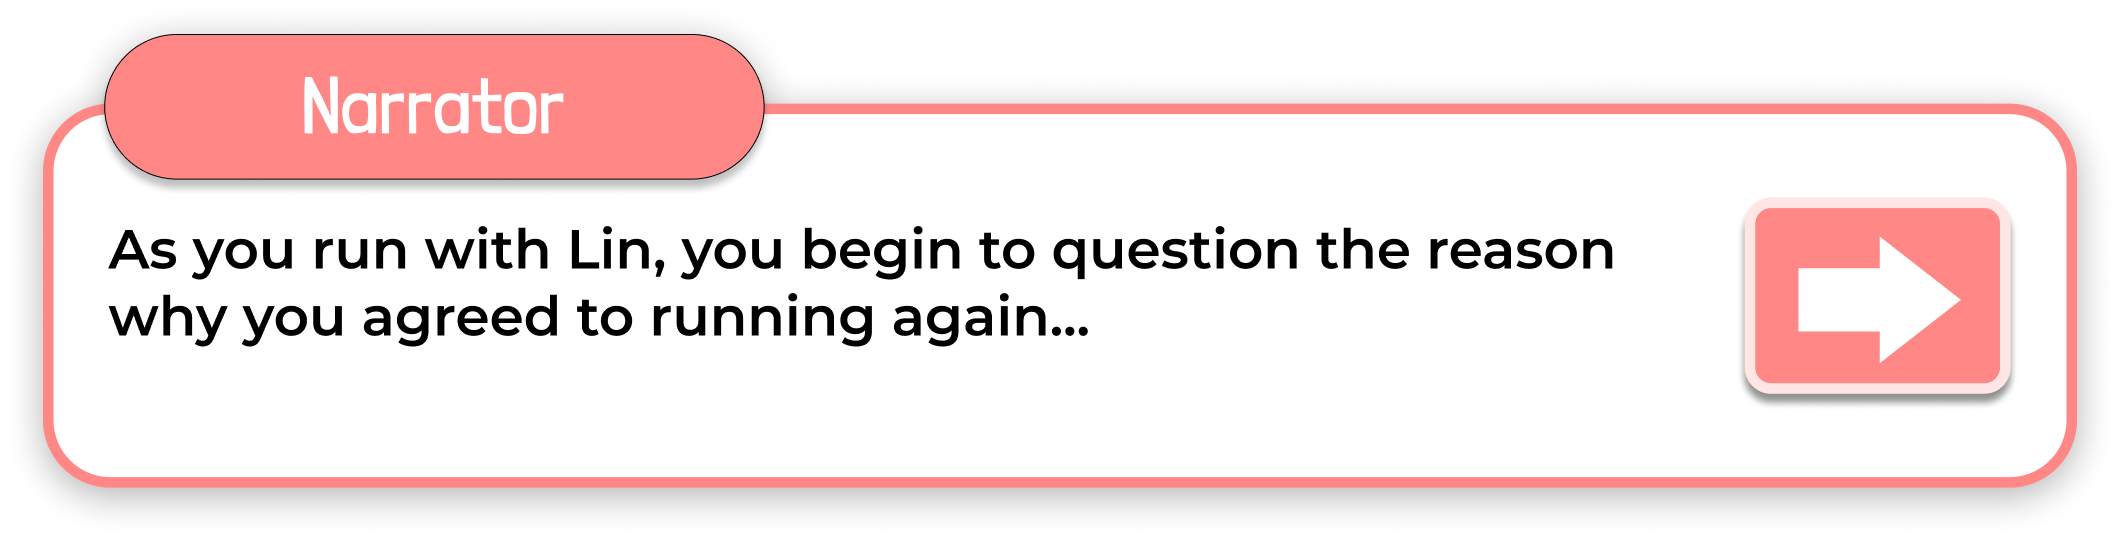 Narrator
As you run with Lin, you begin to question the reason
why you agreed to running again...